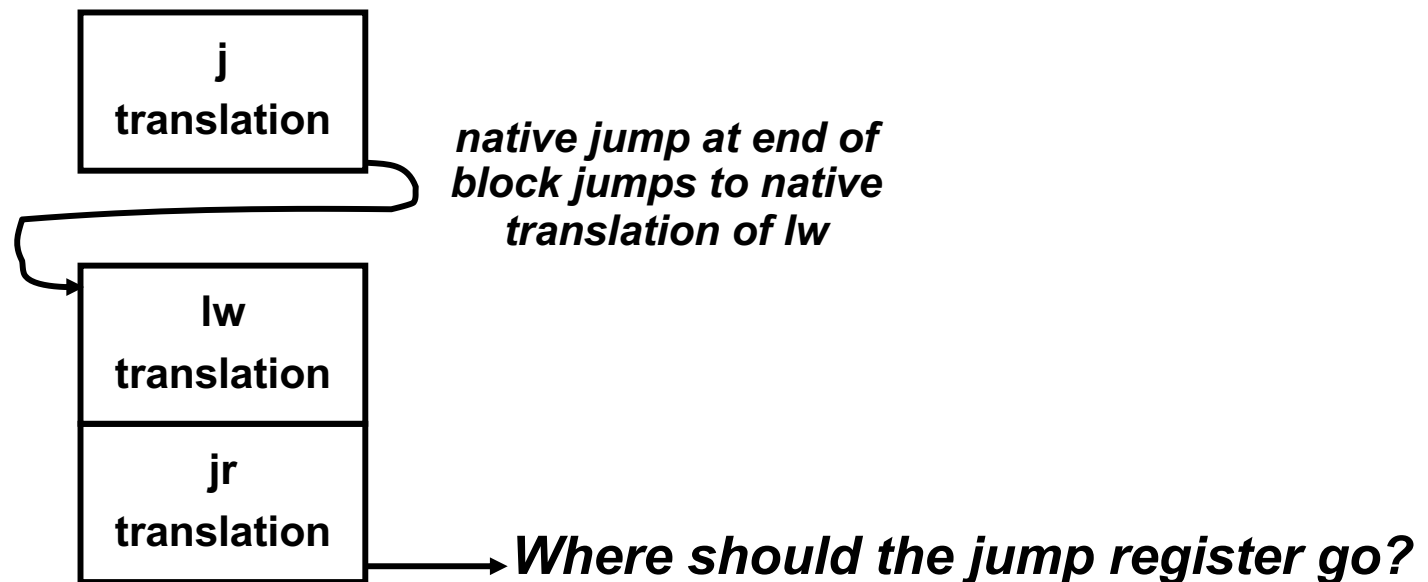 j
translation
native jump at end of
block jumps to native
translation of lw
lw
translation
jr
translation
Where should the jump register go?